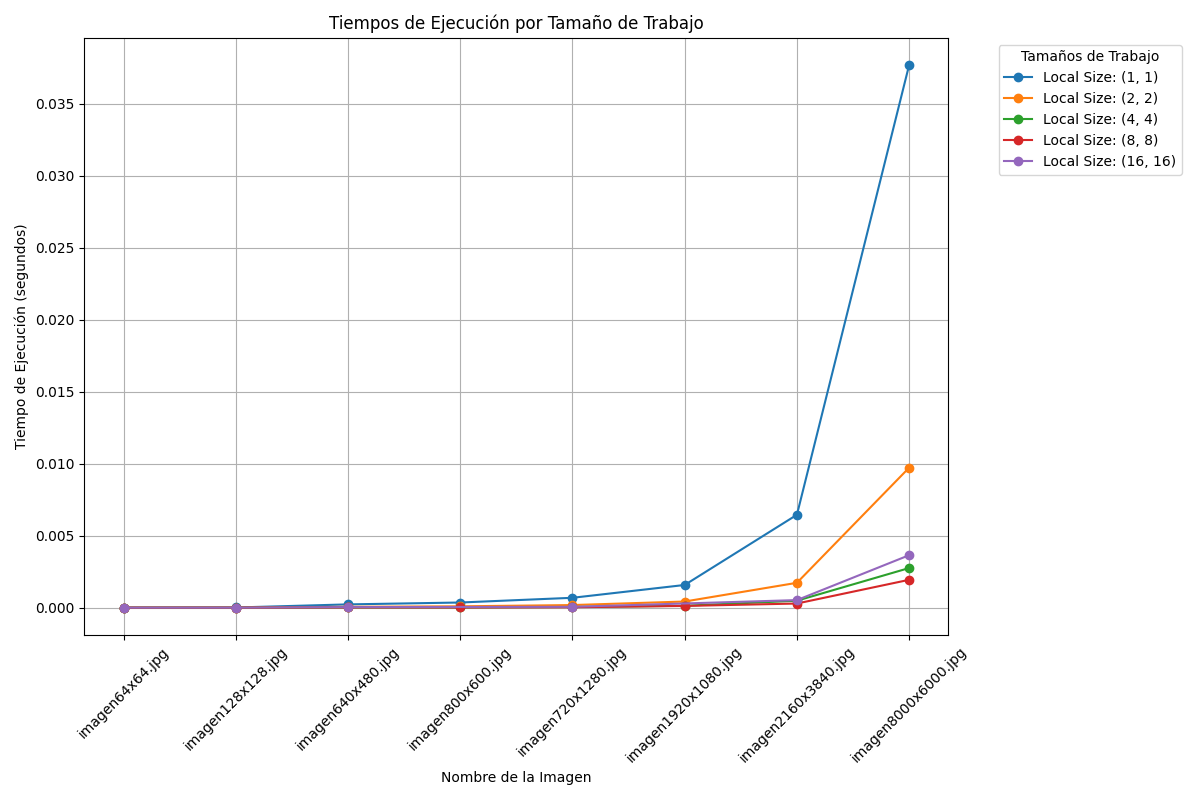 Tiempos de Ejecución por Tamaño de Trabajo
Tamaños de Trabajo
Local Size: (1, 1)
Local Size: (2, 2)
Local Size: (4, 4)
Local Size: (8, 8)
Local Size: (16, 16)
Tiempo de Ejecución (segundos)
0.035
0.030
0.025
0.020
0.015
0.010
0.005
0.000
imagen64x64.jpg
imagen128x128.jpg
imagen640x480.jpg
imagen800x600.jpg
imagen720x1280.jpg
imagen1920x1080.jpg
imagen2160x3840.jpg
imagen8000x6000.jpg
Nombre de la Imagen